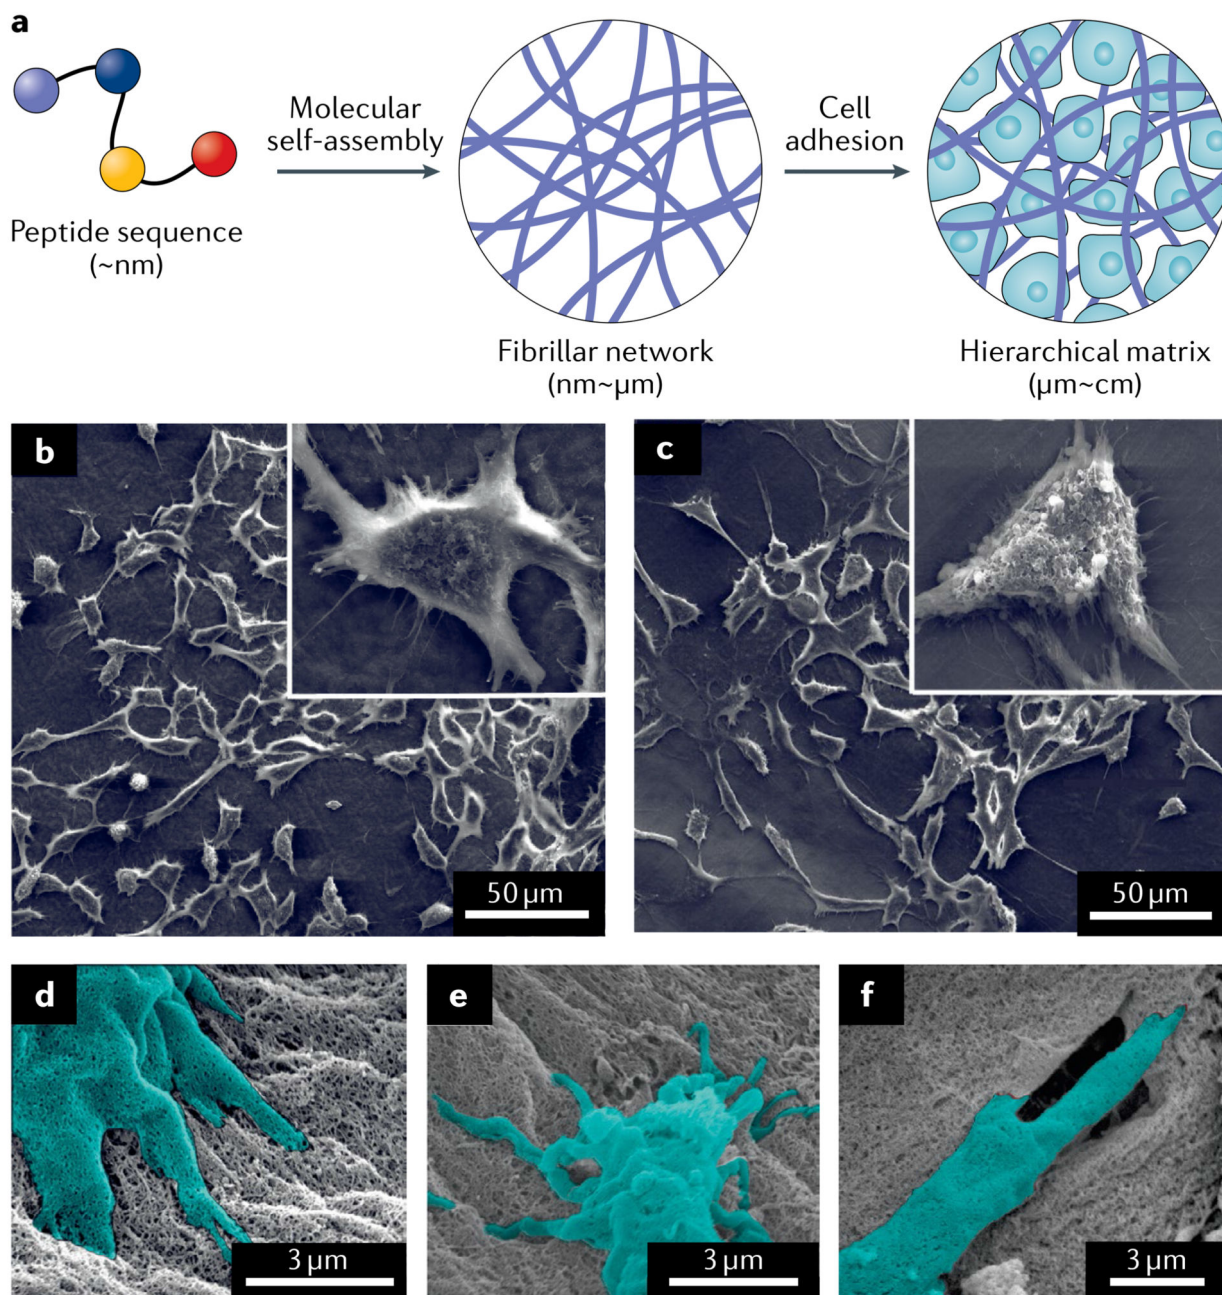 a
Molecular
self-assembly
Cell
adhesion
Peptide sequence
(~nm)
Fibrillar network
(nm~μm)
Hierarchical matrix
(μm~cm)
b
50 μm
c
50 μm
d
3 μm
e
3 μm
f
3 μm